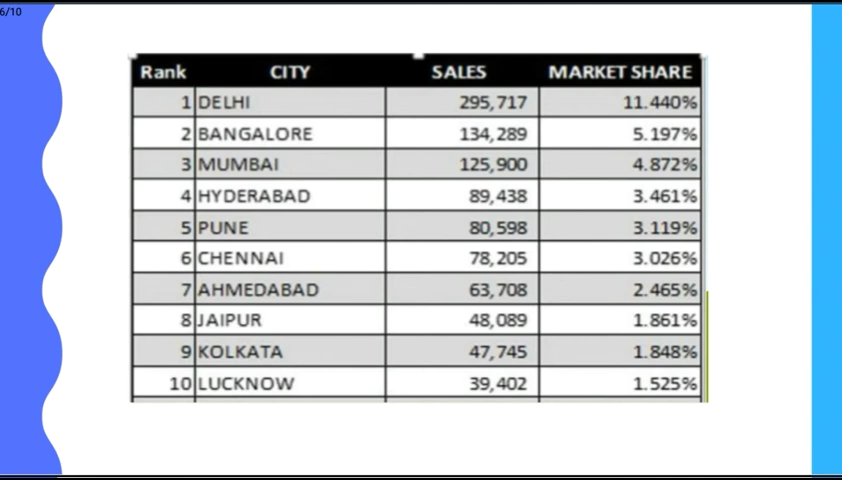 6/10
Rank CITY SALES MARKET SHARE
1 DELHI 295,717 11.440%
2 BANGALORE 134,289 5.197%
3 MUMBAI 125,900 4.872%
4 HYDERABAD 89,438 3.461%
5 PUNE 80,598 3.119%
6 CHENNAI 78,205 3.026%
7 AHMEDABAD 63,708 2.465%
8 JAIPUR 48,089 1.861%
9 KOLKATA 47,745 1.848%
10 LUCKNOW 39,402 1.525%